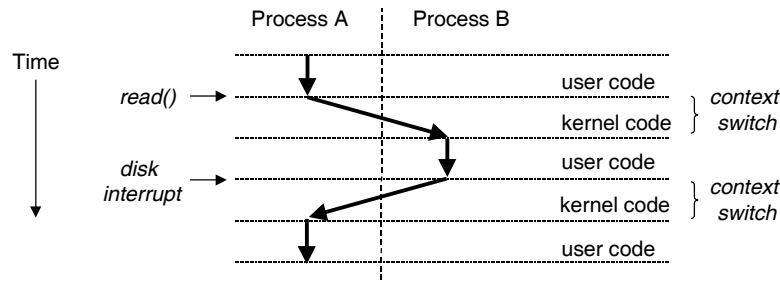 Process A Process B
Time
user code
read()
context
switch
kernel code
user code
disk
interrupt
context
switch
kernel code
user code